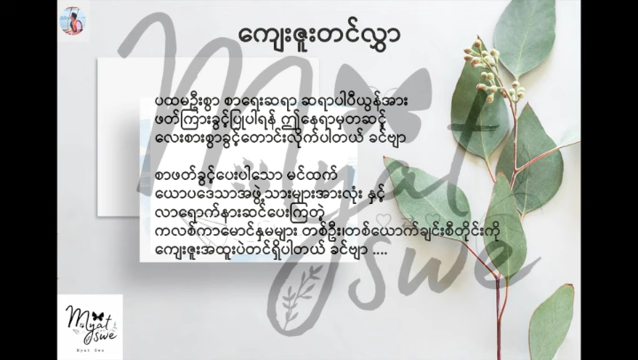 ကျေးဇူးတင်လွှာ
ပထမဦးစွာ စာရေးဆရာ ဆရာပါပီယွန်အား
ဖတ်ကြားခွင့်ပြုပါရန် ဤနေရာမှတဆင့်
လေးစားစွာခွင့်တောင်းလိုက်ပါတယ် ခင်ဗျာ
စာဖတ်ခွင့်ပေးပါသော မင်ထက်
ယောပဒေသာအဖွဲ့သားများအားလုံး နှင့်
လာရောက်နားဆင်ပေးကြတဲ့
ကလစ်ကာမောင်နှမများ တစ်ဦး၊တစ်ယောက်ချင်းစီတိုင်းကို
ကျေးဇူးအထူးပဲတင်ရှိပါတယ် ခင်ဗျာ ....
Myat
swe
Myat
swe
Myat Swe